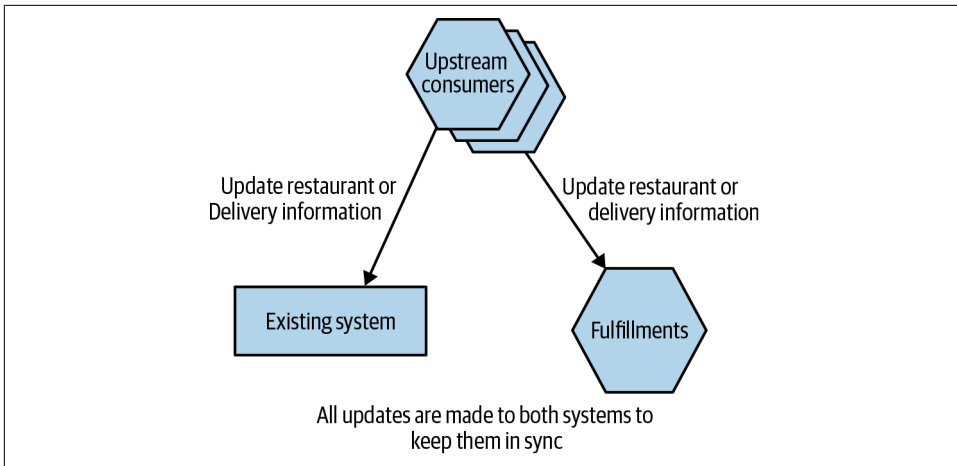 Upstream
consumers
Update restaurant or
Delivery information
Update restaurant or
delivery information
Existing system
Fulfillments
All updates are made to both systems to
keep them in sync